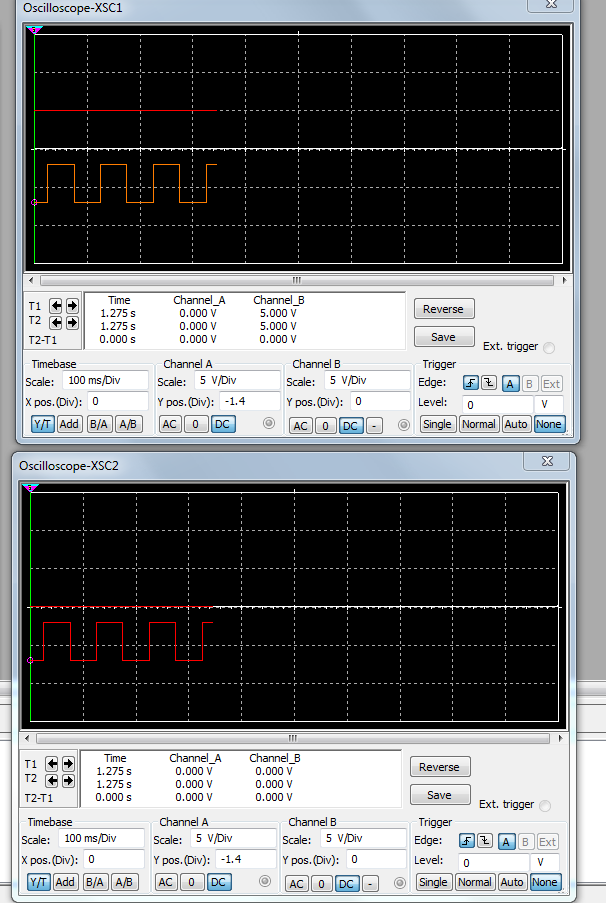 Oscilloscope-XSC1
T1
T2
T2-T1
Time Channel_A Channel_B
1.275 s 0.000 V 5.000 V
1.275 s 0.000 V 5.000 V
0.000 s 0.000 V 0.000 V
Reverse
Save
Ext. trigger
Timebase
Scale: 100 ms/Div
X pos.(Div): 0
Y/T Add B/A A/B
Channel A
Scale: 5 V/Div
Y pos.(Div): -1.4
AC 0 DC
Channel B
Scale: 5 V/Div
Y pos.(Div): 0
AC 0 DC -
Trigger
Edge: A B Ext
Level: 0 V
Single Normal Auto None
Oscilloscope-XSC2
T1
T2
T2-T1
Time Channel_A Channel_B
1.275 s 0.000 V 0.000 V
1.275 s 0.000 V 0.000 V
0.000 s 0.000 V 0.000 V
Reverse
Save
Ext. trigger
Timebase
Scale: 100 ms/Div
X pos.(Div): 0
Y/T Add B/A A/B
Channel A
Scale: 5 V/Div
Y pos.(Div): -1.4
AC 0 DC
Channel B
Scale: 5 V/Div
Y pos.(Div): 0
AC 0 DC -
Trigger
Edge: A B Ext
Level: 0 V
Single Normal Auto None